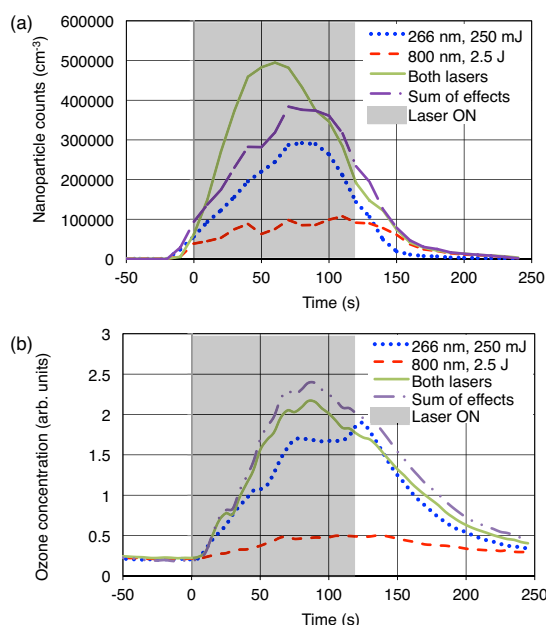 (a)
Nanoparticle counts (cm-3)
600000
500000
400000
300000
200000
100000
0
266 nm, 250 mJ
800 nm, 2.5 J
Both lasers
Sum of effects
Laser ON
-50 0 50 100 150 200 250
Time (s)
(b)
Ozone concentration (arb. units)
3
2.5
2
1.5
1
0.5
0
266 nm, 250 mJ
800 nm, 2.5 J
Both lasers
Sum of effects
Laser ON
-50 0 50 100 150 200 250
Time (s)